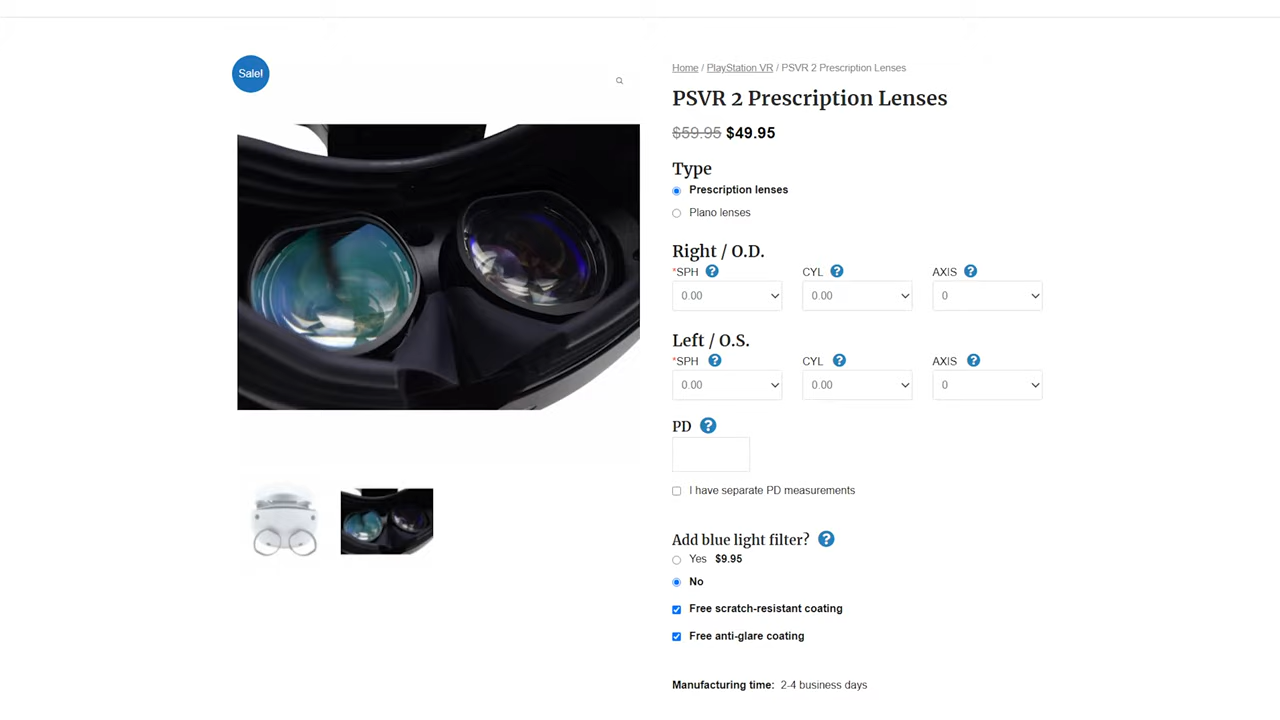 Sale!
Home / PlayStation VR / PSVR 2 Prescription Lenses
PSVR 2 Prescription Lenses
$59.95 $49.95
Type
Prescription lenses
Plano lenses
Right / O.D.
*SPH ? CYL ? AXIS ?
0.00 0.00 0
Left / O.S.
*SPH ? CYL ? AXIS ?
0.00 0.00 0
PD ?
I have separate PD measurements
Add blue light filter? ?
Yes $9.95
No
Free scratch-resistant coating
Free anti-glare coating
Manufacturing time: 2-4 business days